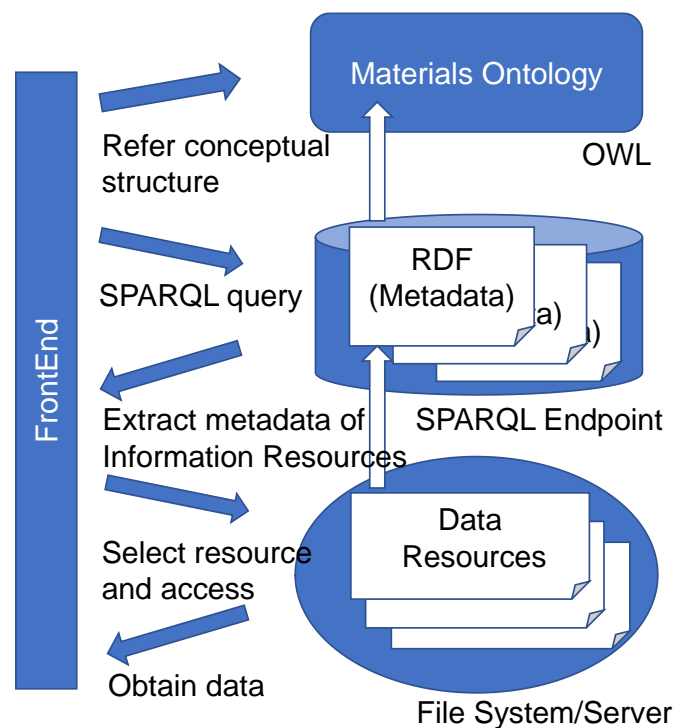 Materials Ontology
OWL
FrontEnd
Refer conceptual
structure
SPARQL query
RDF
(Metadata)
a)
a)
SPARQL Endpoint
Extract metadata of
Information Resources
Data
Resources
Select resource
and access
Obtain data
File System/Server